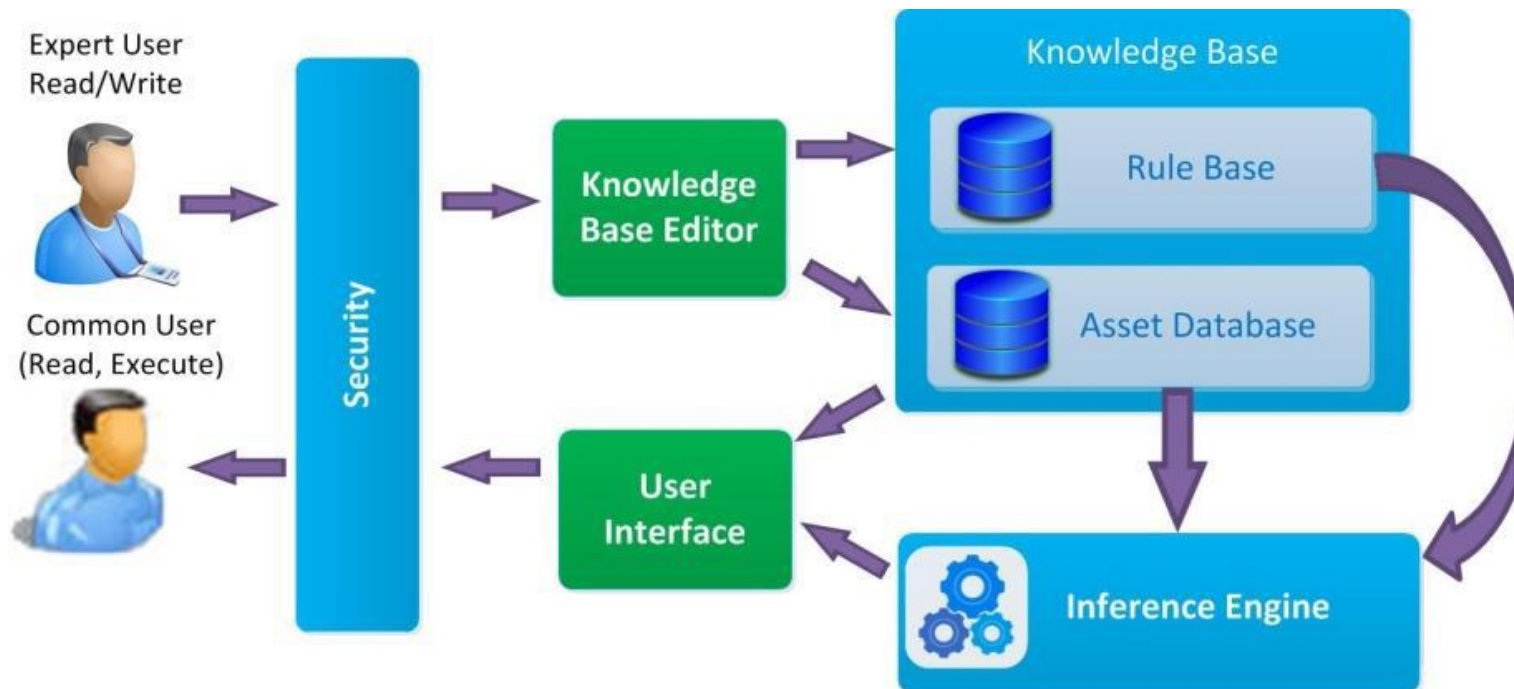 Expert User
Read/Write
Common User
(Read, Execute)
Security
Knowledge
Base Editor
User
Interface
Knowledge Base
Rule Base
Asset Database
Inference Engine